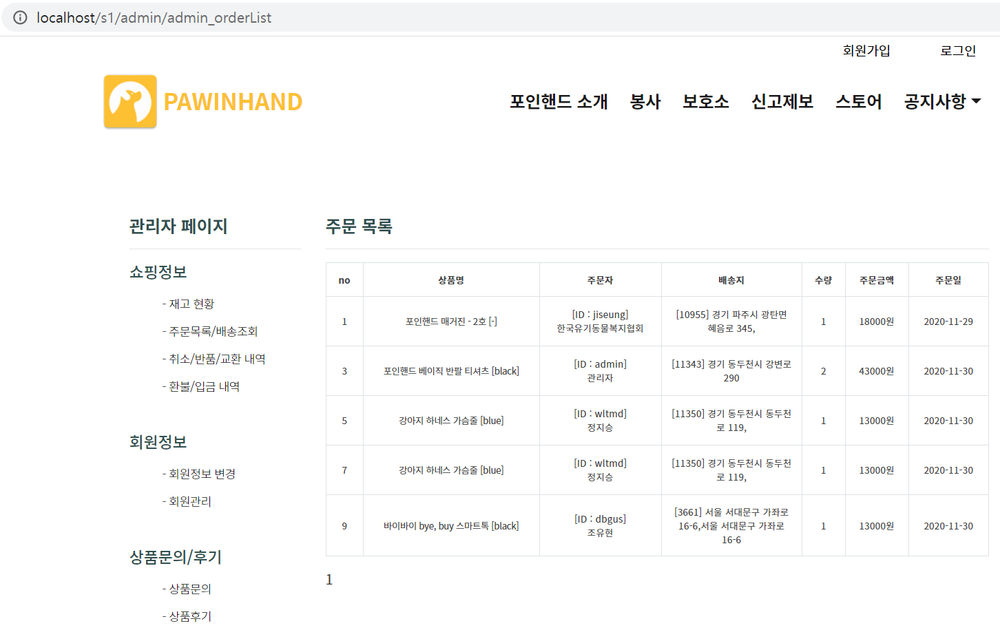 localhost/s1/admin/admin_orderList
회원가입 로그인
PAWINHAND
포인핸드 소개 봉사 보호소 신고제보 스토어 공지사항
관리자 페이지
쇼핑정보
- 재고 현황
- 주문목록/배송조회
- 취소/반품/교환 내역
- 환불/입금 내역
회원정보
- 회원정보 변경
- 회원관리
상품문의/후기
- 상품문의
- 상품후기
주문 목록
no 상품명 주문자 배송지 수량 주문금액 주문일
1 포인핸드 매거진 - 2호 [-] [ID : jiseung] [10955] 경기 파주시 광탄면 1 18000원 2020-11-29
한국유기동물복지협회 혜음로 345,
3 포인핸드 베이직 반팔 티셔츠 [black] [ID : admin] [11343] 경기 동두천시 강변로 2 43000원 2020-11-30
관리자 290
5 강아지 하네스 가슴줄 [blue] [ID : wltmd] [11350] 경기 동두천시 동두천 1 13000원 2020-11-30
정지승 로 119,
7 강아지 하네스 가슴줄 [blue] [ID : wltmd] [11350] 경기 동두천시 동두천 1 13000원 2020-11-30
정지승 로 119,
9 바이바이 bye, buy 스마트톡 [black] [ID : dbgus] [3661] 서울 서대문구 가좌로 1 13000원 2020-11-30
조유현 16-6,서울 서대문구 가좌로
16-6
1